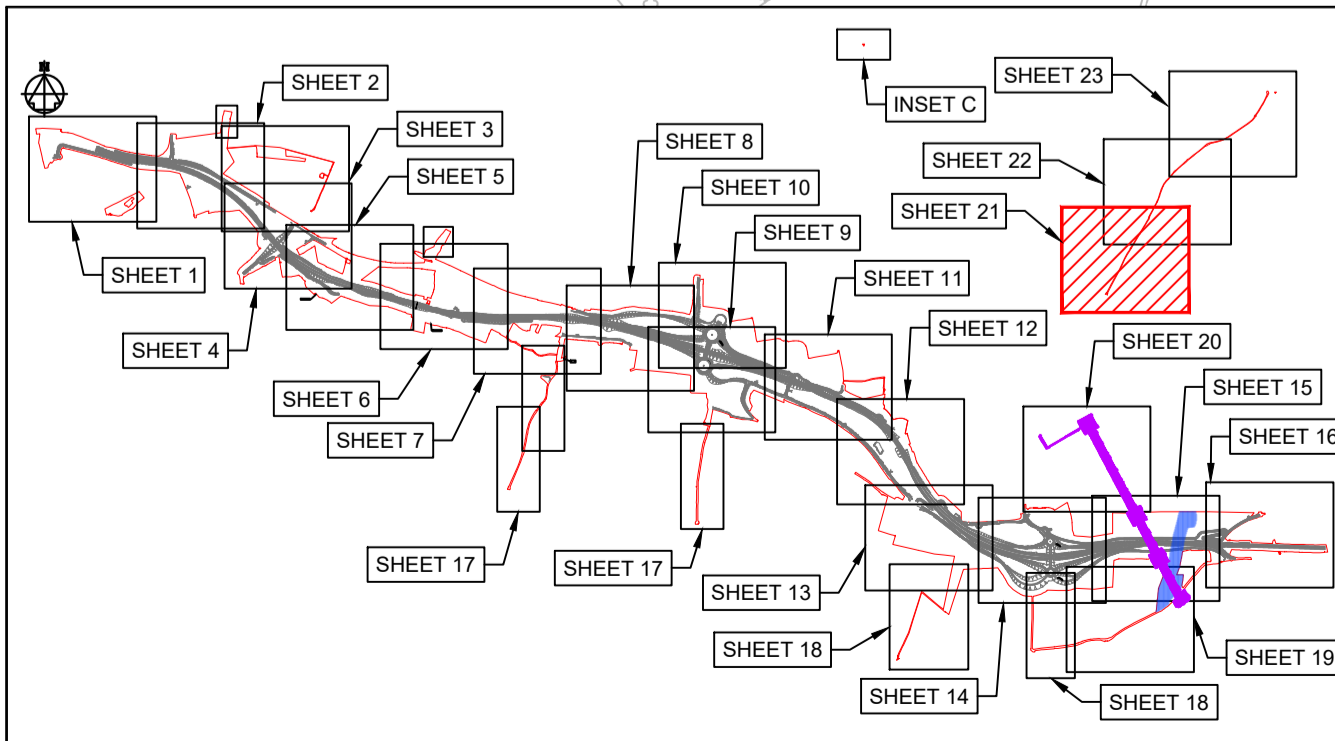 SHEET 2
SHEET 3
SHEET 5
SHEET 8
SHEET 10
SHEET 9
SHEET 11
SHEET 12
INSET C
SHEET 23
SHEET 22
SHEET 21
SHEET 20
SHEET 15
SHEET 16
SHEET 1
SHEET 4
SHEET 6
SHEET 7
SHEET 17
SHEET 17
SHEET 13
SHEET 18
SHEET 14
SHEET 18
SHEET 19